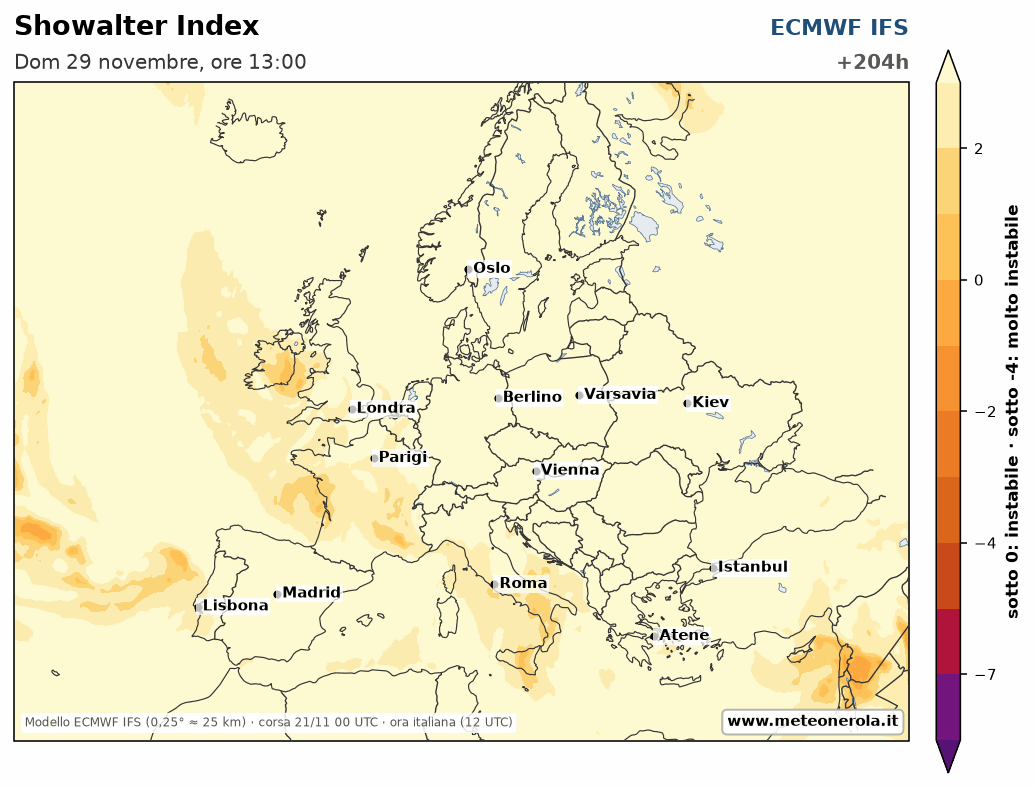 Showalter Index
ECMWF IFS
Dom 29 novembre, ore 13:00
+204h
Oslo
Berlino
Varsavia
Kiev
Londra
Parigi
Vienna
Istanbul
Roma
Madrid
Lisbona
Atene
Modello ECMWF IFS (0,25° ≈ 25 km) · corsa 21/11 00 UTC · ora italiana (12 UTC)
www.meteonerola.it
2
0
−2
−4
−7
sotto 0: instabile · sotto -4: molto instabile